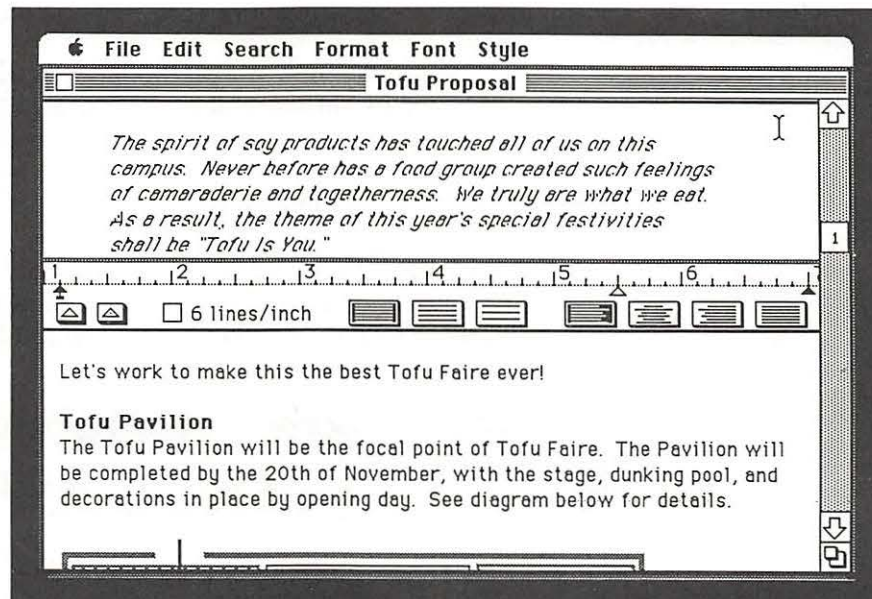 File Edit Search Format Font Style
Tofu Proposal
The spirit of soy products has touched all of us on this
campus. Never before has a food group created such feelings
of camaraderie and togetherness. We truly are what we eat.
As a result, the theme of this year's special festivities
shall be "Tofu Is You."
1
1 2 3 4 5 6 7
6 lines/inch
Let's work to make this the best Tofu Faire ever!
Tofu Pavilion
The Tofu Pavilion will be the focal point of Tofu Faire. The Pavilion will
be completed by the 20th of November, with the stage, dunking pool, and
decorations in place by opening day. See diagram below for details.